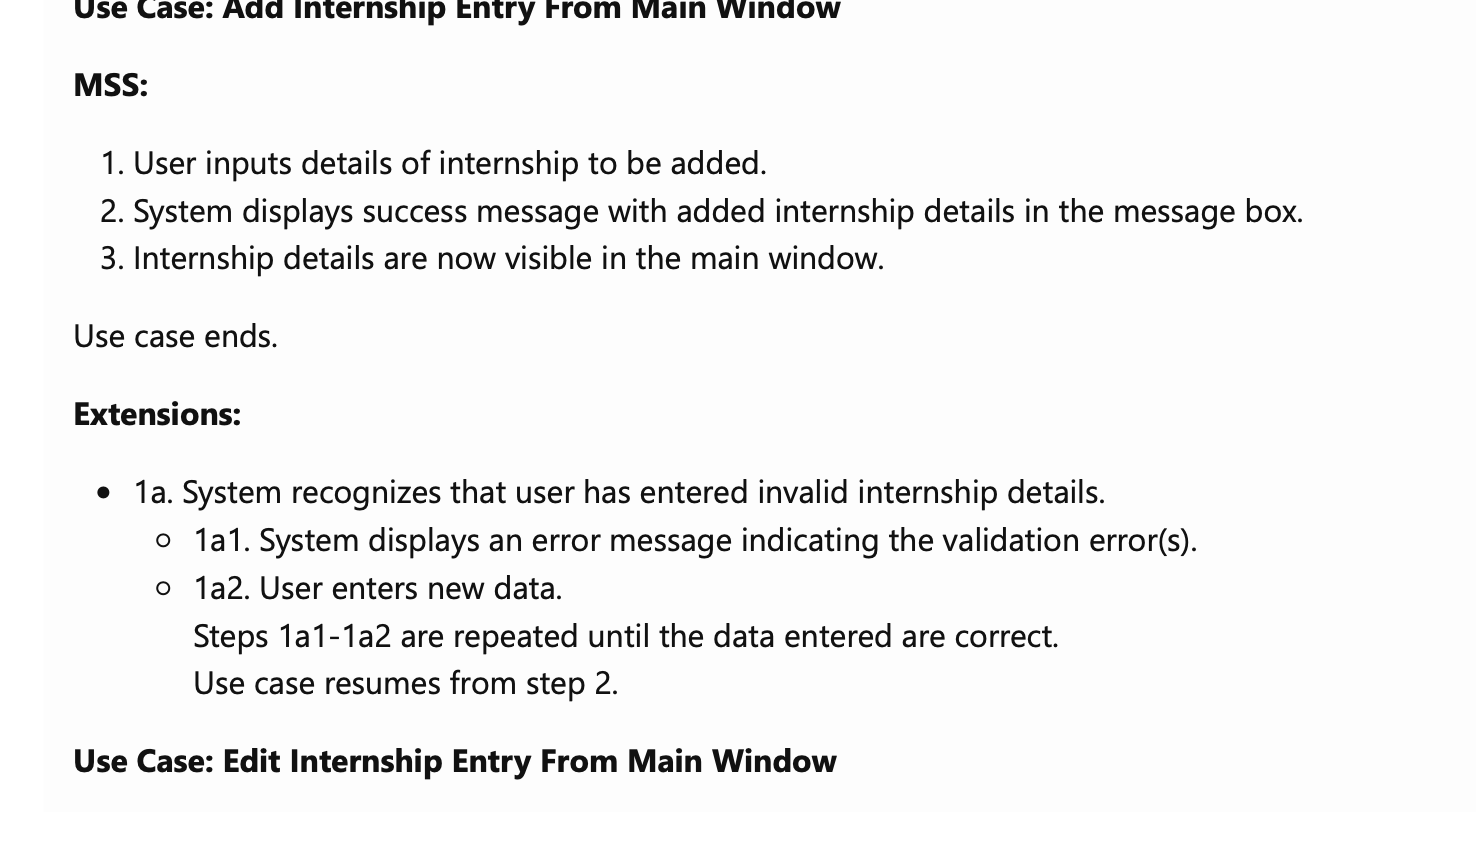 Use Case: Add Internship Entry From Main Window
MSS:
1. User inputs details of internship to be added.
2. System displays success message with added internship details in the message box.
3. Internship details are now visible in the main window.
Use case ends.
Extensions:
• 1a. System recognizes that user has entered invalid internship details.
○ 1a1. System displays an error message indicating the validation error(s).
○ 1a2. User enters new data.
Steps 1a1-1a2 are repeated until the data entered are correct.
Use case resumes from step 2.
Use Case: Edit Internship Entry From Main Window